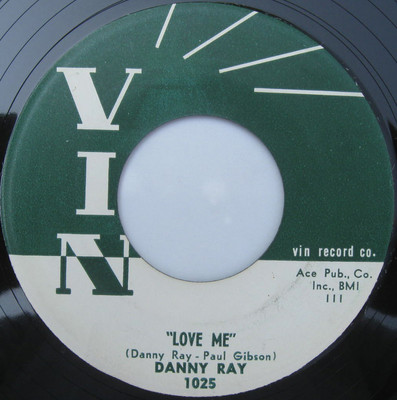 VIN
vin record co.
Ace Pub., Co.
Inc., BMI
111
"LOVE ME"
(Danny Ray - Paul Gibson)
DANNY RAY
1025